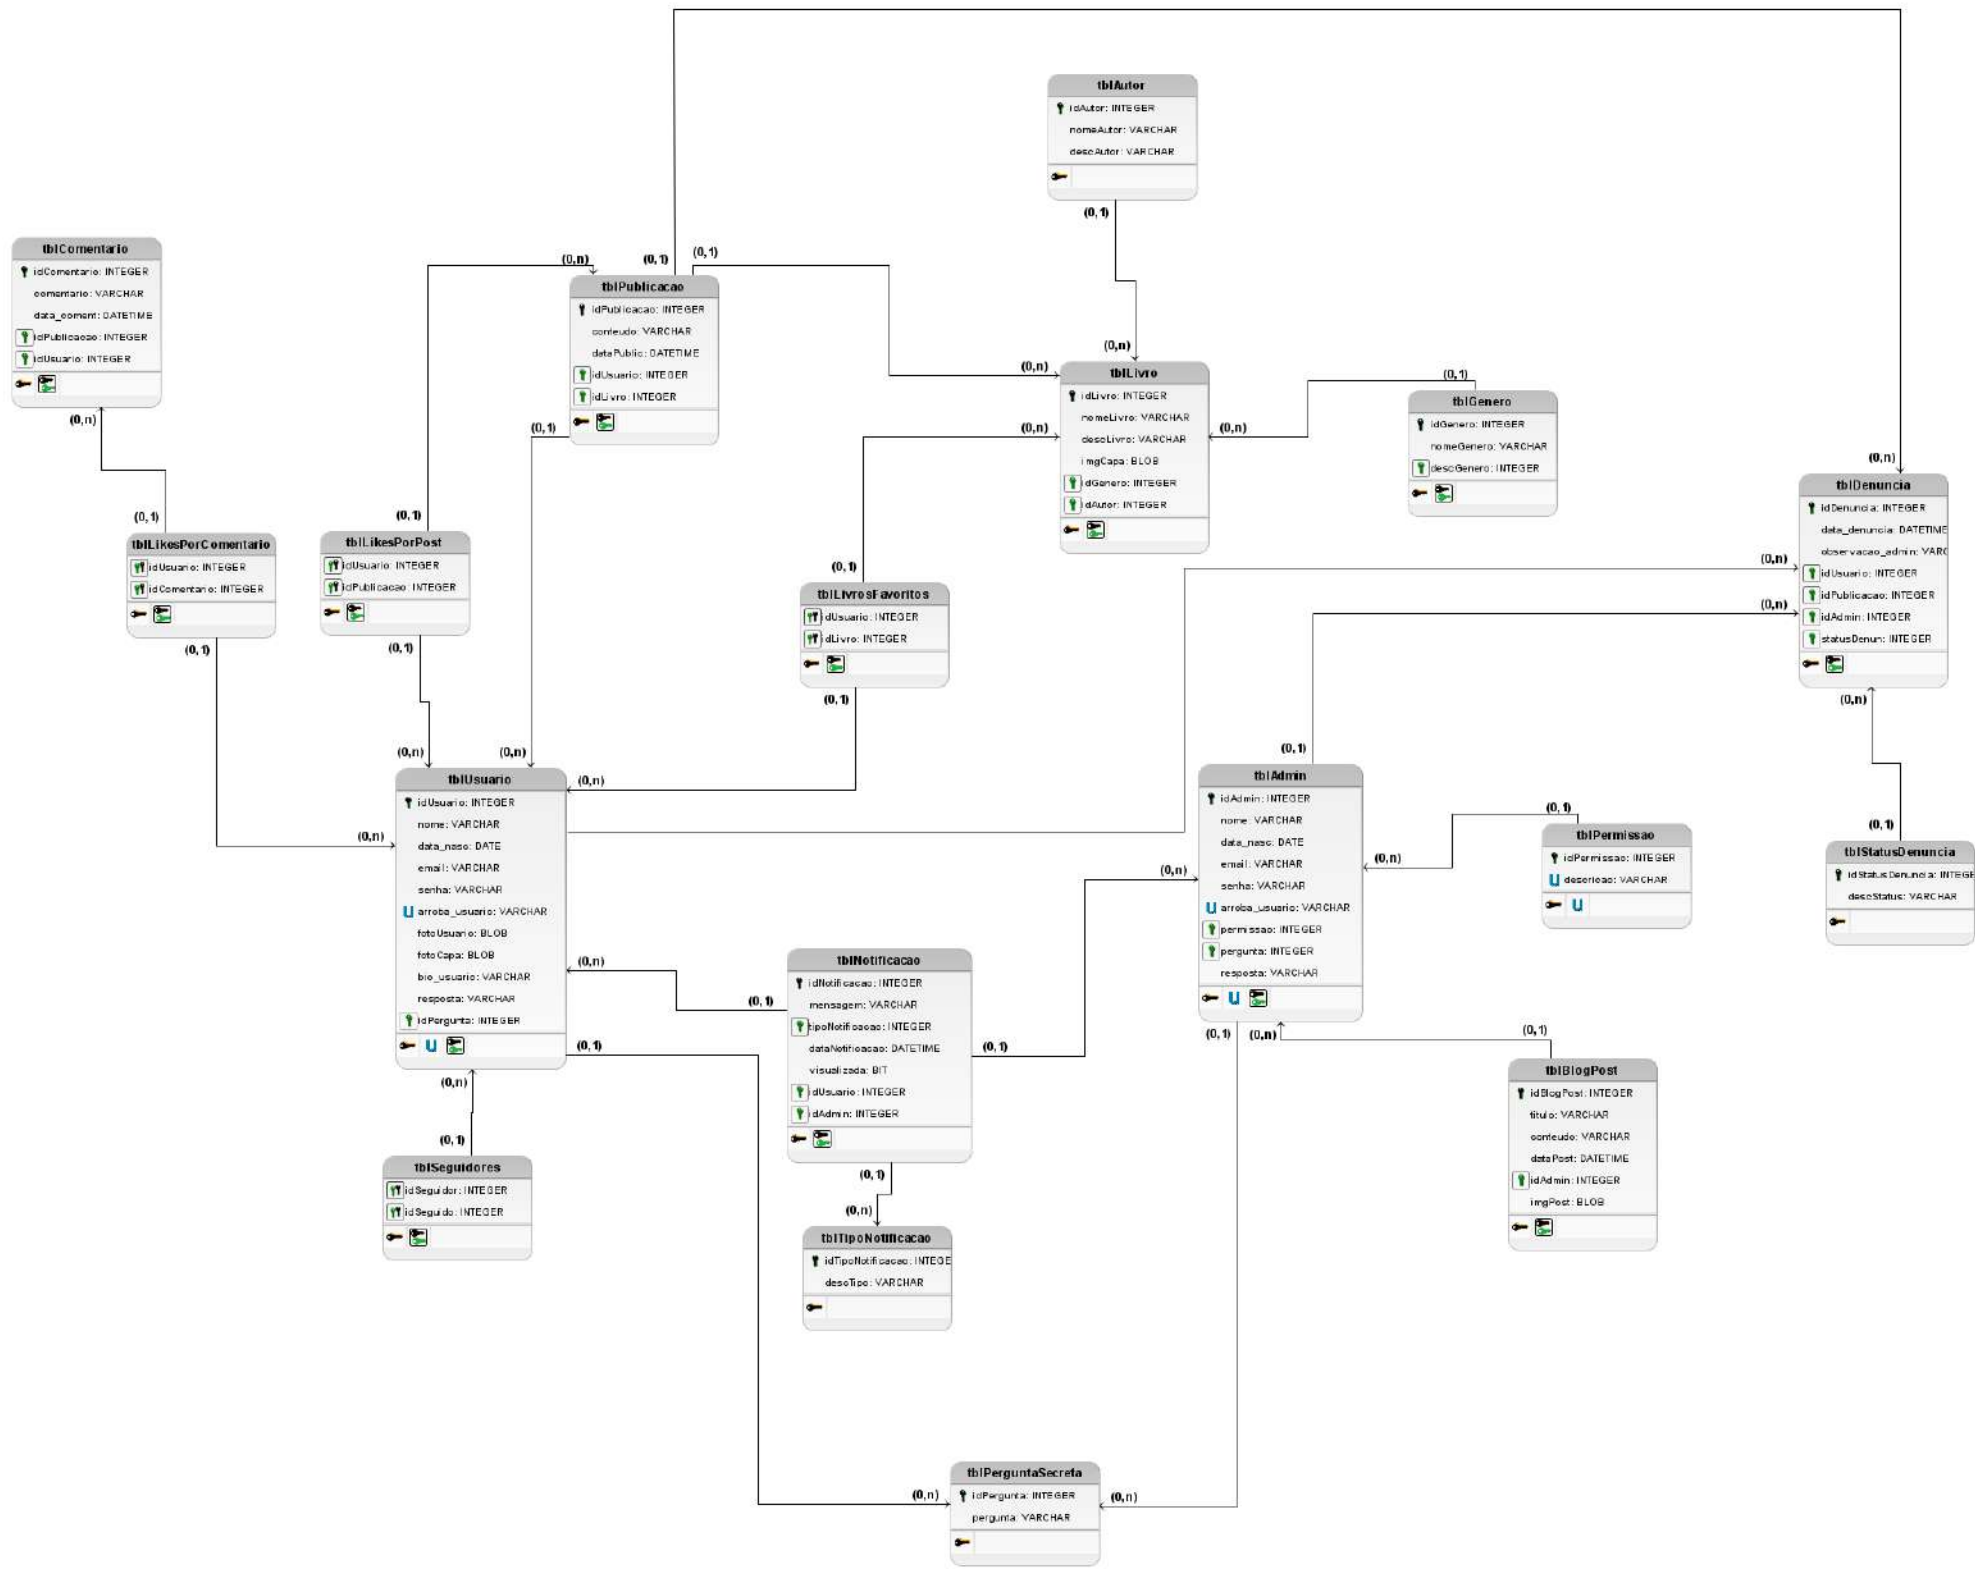 tblAutor
idAutor: INTEGER
nomeAutor: VARCHAR
descAutor: VARCHAR
(0, 1)
tblComentario
idComentario: INTEGER
comentario: VARCHAR
data_coment: DATETIME
idPublicacao: INTEGER
idUsuario: INTEGER
(0,n)
(0,n)
(0, 1)
(0, 1)
tblPublicacao
idPublicacao: INTEGER
conteudo: VARCHAR
dataPublic: DATETIME
idUsuario: INTEGER
idLivro: INTEGER
(0, 1)
(0,n)
(0,n)
(0,n)
tblLivro
idLivro: INTEGER
nomeLivro: VARCHAR
descLivro: VARCHAR
imgCapa: BLOB
idGenero: INTEGER
idAutor: INTEGER
(0,n)
(0, 1)
tblGenero
idGenero: INTEGER
nomeGenero: VARCHAR
descGenero: INTEGER
(0,n)
tblDenuncia
idDenuncia: INTEGER
data_denuncia: DATETIME
observacao_admin: VARC
idUsuario: INTEGER
idPublicacao: INTEGER
idAdmin: INTEGER
statusDenun: INTEGER
(0,n)
(0,n)
(0,n)
(0, 1)
tblLikesPorComentario
idUsuario: INTEGER
idComentario: INTEGER
(0, 1)
(0, 1)
tblLikesPorPost
idUsuario: INTEGER
idPublicacao: INTEGER
(0, 1)
(0, 1)
tblLivrosFavoritos
idUsuario: INTEGER
idLivro: INTEGER
(0, 1)
(0,n)
(0,n)
(0,n)
(0,n)
tblUsuario
idUsuario: INTEGER
nome: VARCHAR
data_nasc: DATE
email: VARCHAR
senha: VARCHAR
U arroba_usuario: VARCHAR
fotoUsuario: BLOB
fotoCapa: BLOB
bio_usuario: VARCHAR
resposta: VARCHAR
idPergunta: INTEGER
U
(0,n)
(0, 1)
(0,n)
(0, 1)
tblAdmin
idAdmin: INTEGER
nome: VARCHAR
data_nasc: DATE
email: VARCHAR
senha: VARCHAR
U arroba_usuario: VARCHAR
permissao: INTEGER
pergunta: INTEGER
resposta: VARCHAR
U
(0,n)
(0,n)
(0, 1)
(0,n)
(0, 1)
tblPermissao
idPermissao: INTEGER
U descricao: VARCHAR
U
(0, 1)
tblStatusDenuncia
idStatusDenuncia: INTEGE
descStatus: VARCHAR
(0, 1)
tblNotificacao
idNotificacao: INTEGER
mensagem: VARCHAR
tipoNotificacao: INTEGER
dataNotificacao: DATETIME
visualizada: BIT
idUsuario: INTEGER
idAdmin: INTEGER
(0, 1)
(0, 1)
(0,n)
tblTipoNotificacao
idTipoNotificacao: INTEGE
descTipo: VARCHAR
(0, 1)
tblBlogPost
idBlogPost: INTEGER
titulo: VARCHAR
conteudo: VARCHAR
dataPost: DATETIME
idAdmin: INTEGER
imgPost: BLOB
(0, 1)
tblSeguidores
idSeguidor: INTEGER
idSeguido: INTEGER
(0,n)
(0,n)
tblPerguntaSecreta
idPergunta: INTEGER
pergunta: VARCHAR